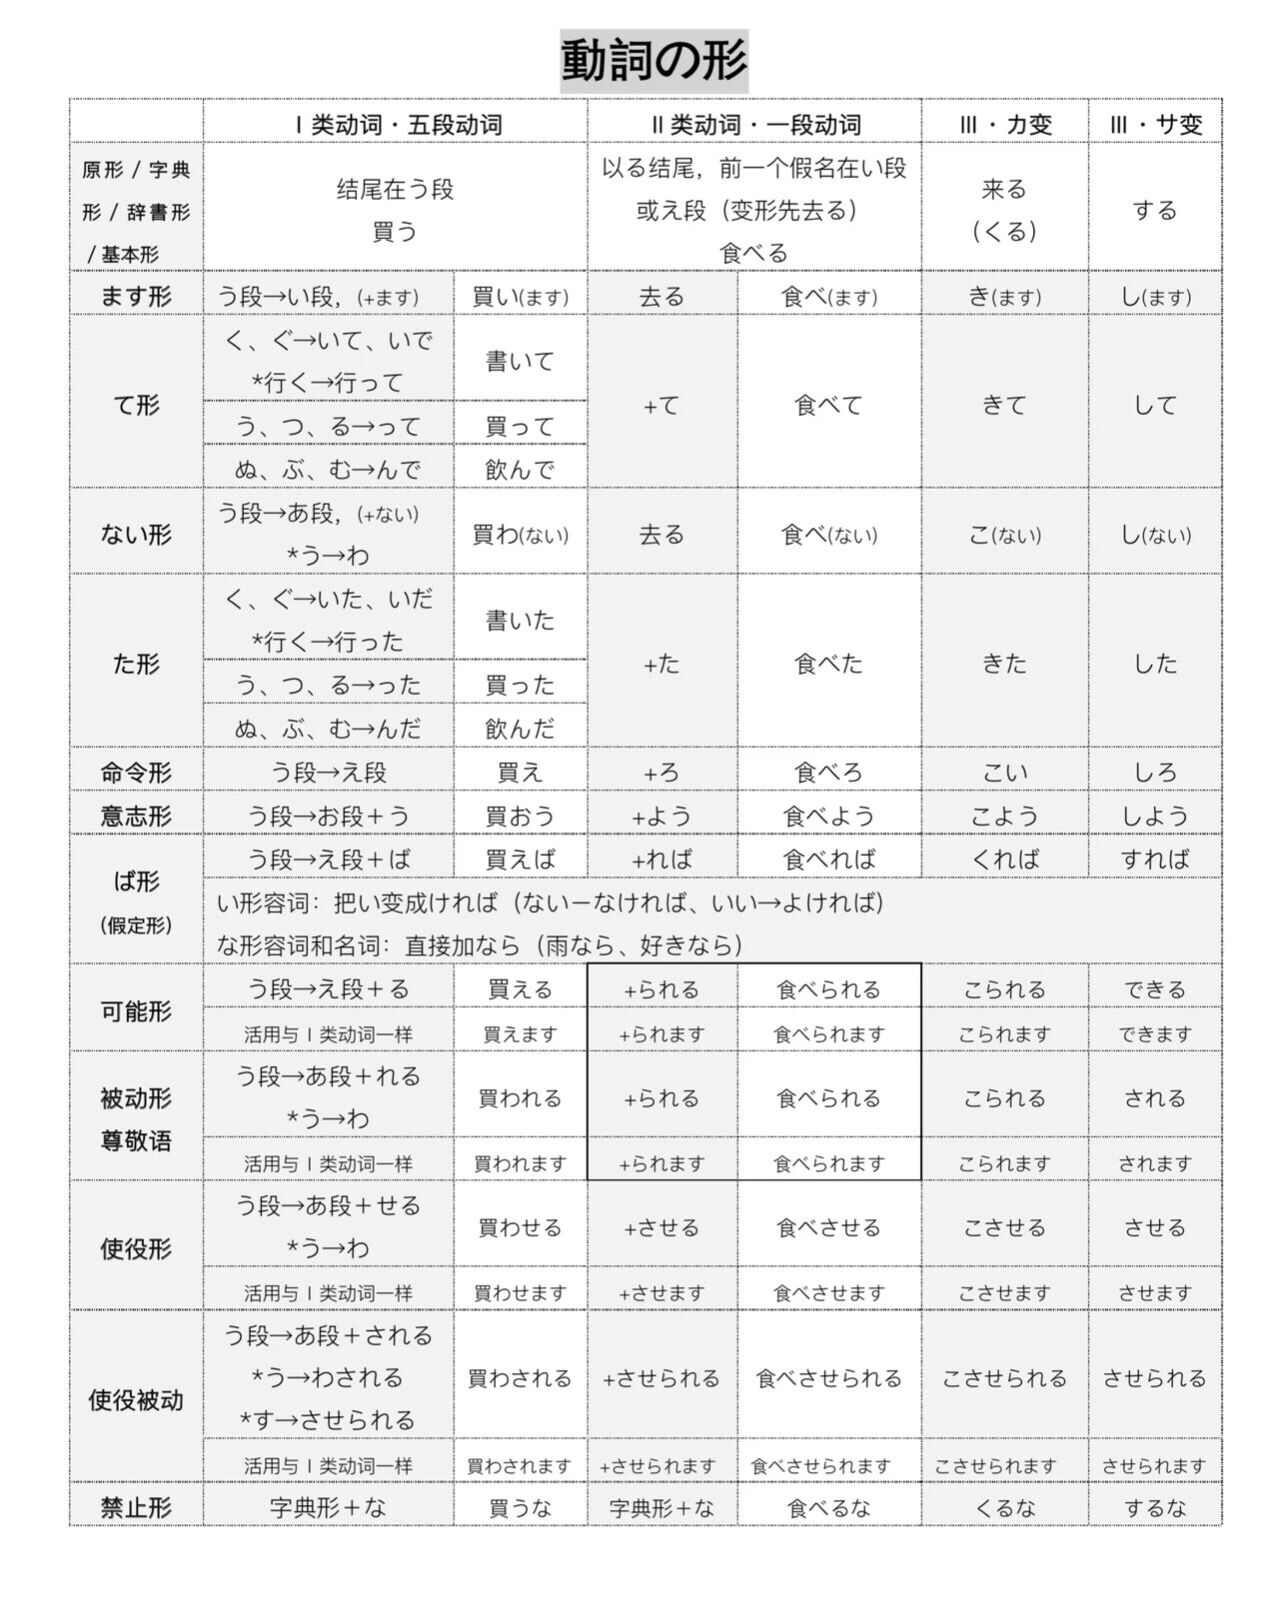 動詞の形
Ⅰ 类动词・五段动词 Ⅱ 类动词・一段动词 Ⅲ・カ变 Ⅲ・サ变
原形 / 字典
形 / 辞書形
/ 基本形
结尾在う段
買う
以る结尾，前一个假名在い段
或え段（变形先去る）
食べる
来る
（くる）
する
ます形 う段→い段，(+ます) 買い(ます) 去る 食べ(ます) き(ます) し(ます)
て形
く、ぐ→いて、いで
*行く→行って
書いて
う、つ、る→って 買って
ぬ、ぶ、む→んで 飲んで
+て 食べて きて して
ない形
う段→あ段，(+ない)
*う→わ
買わ(ない) 去る 食べ(ない) こ(ない) し(ない)
た形
く、ぐ→いた、いだ
*行く→行った
書いた
う、つ、る→った 買った
ぬ、ぶ、む→んだ 飲んだ
+た 食べた きた した
命令形 う段→え段 買え +ろ 食べろ こい しろ
意志形 う段→お段＋う 買おう +よう 食べよう こよう しよう
ば形
(假定形)
う段→え段＋ば 買えば +れば 食べれば くれば すれば
い形容词：把い变成ければ（ない－なければ、いい→よければ)
な形容词和名词：直接加なら（雨なら、好きなら）
可能形
う段→え段＋る 買える +られる 食べられる こられる できる
活用与Ⅰ类动词一样 買えます +られます 食べられます こられます できます
被动形
尊敬语
う段→あ段＋れる
*う→わ
買われる +られる 食べられる こられる される
活用与Ⅰ类动词一样 買われます +られます 食べられます こられます されます
使役形
う段→あ段＋せる
*う→わ
買わせる +させる 食べさせる こさせる させる
活用与Ⅰ类动词一样 買わせます +させます 食べさせます こさせます させます
使役被动
う段→あ段＋される
*う→わされる
*す→させられる
買わされる +させられる 食べさせられる こさせられる させられる
活用与Ⅰ类动词一样 買わされます +させられます 食べさせられます こさせられます させられます
禁止形 字典形＋な 買うな 字典形＋な 食べるな くるな するな